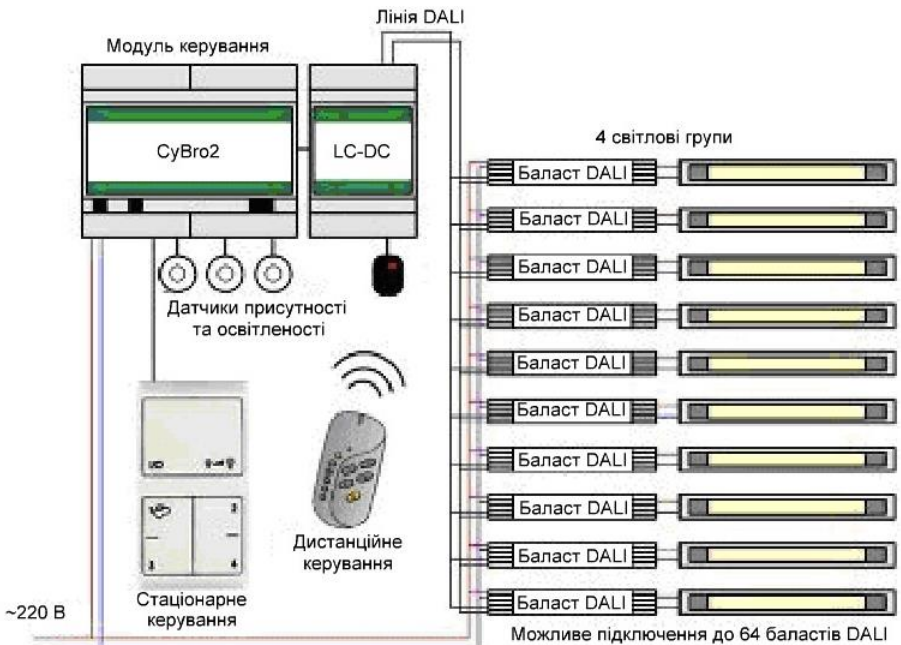 Лінія DALI
Модуль керування
CyBro2
LC-DC
4 світлові групи
Баласт DALI
Баласт DALI
Баласт DALI
Баласт DALI
Баласт DALI
Баласт DALI
Баласт DALI
Баласт DALI
Баласт DALI
Баласт DALI
Датчики присутності
та освітленості
Дистанційне
керування
Стаціонарне
керування
~220 В
Можливе підключення до 64 баластів DALI